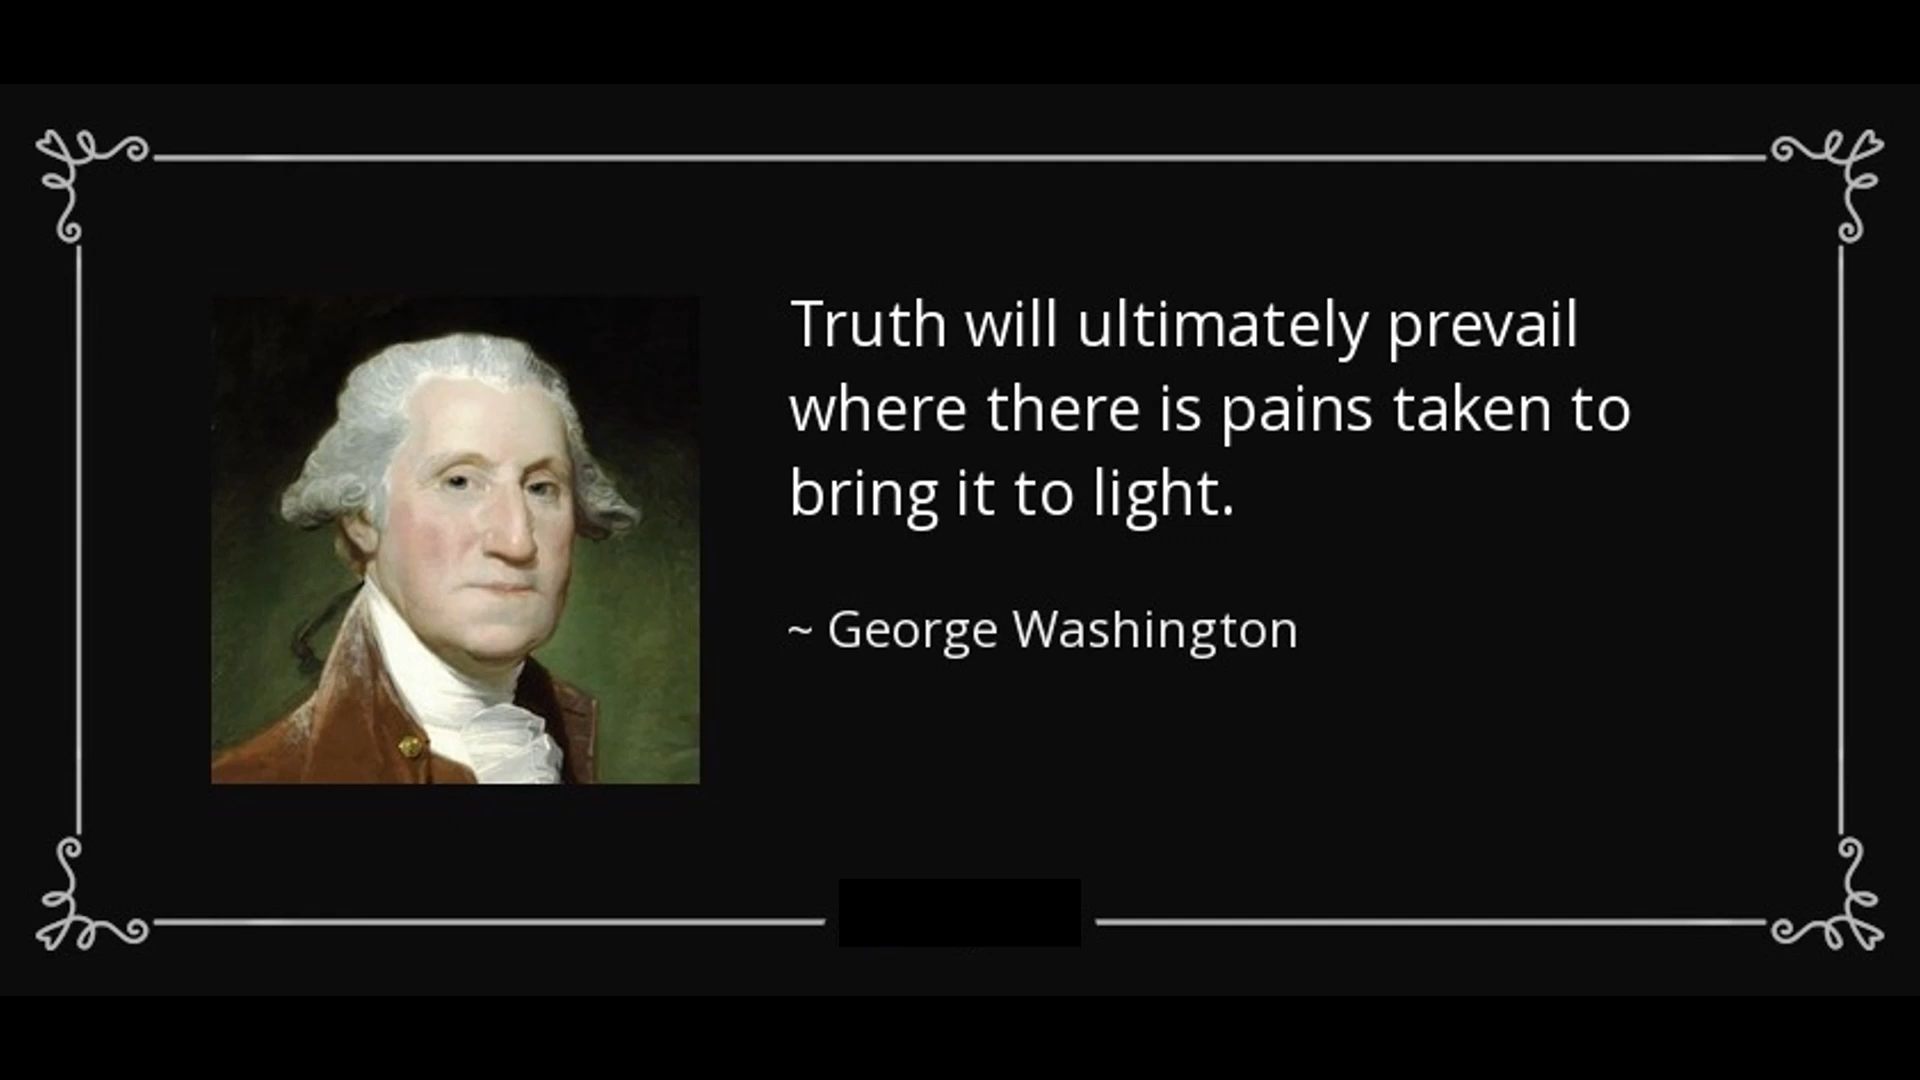 Truth will ultimately prevail
where there is pains taken to
bring it to light.
~ George Washington